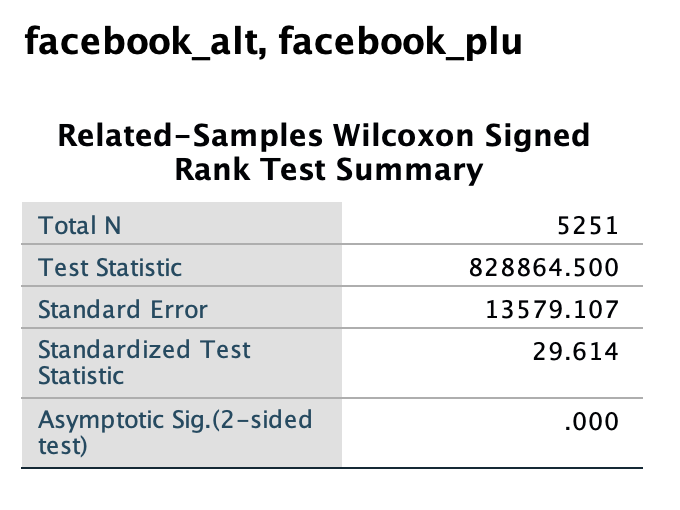 facebook_alt, facebook_plu
Related-Samples Wilcoxon Signed
Rank Test Summary
Total N 5251
Test Statistic 828864.500
Standard Error 13579.107
Standardized Test 29.614
Statistic
Asymptotic Sig.(2-sided .000
test)